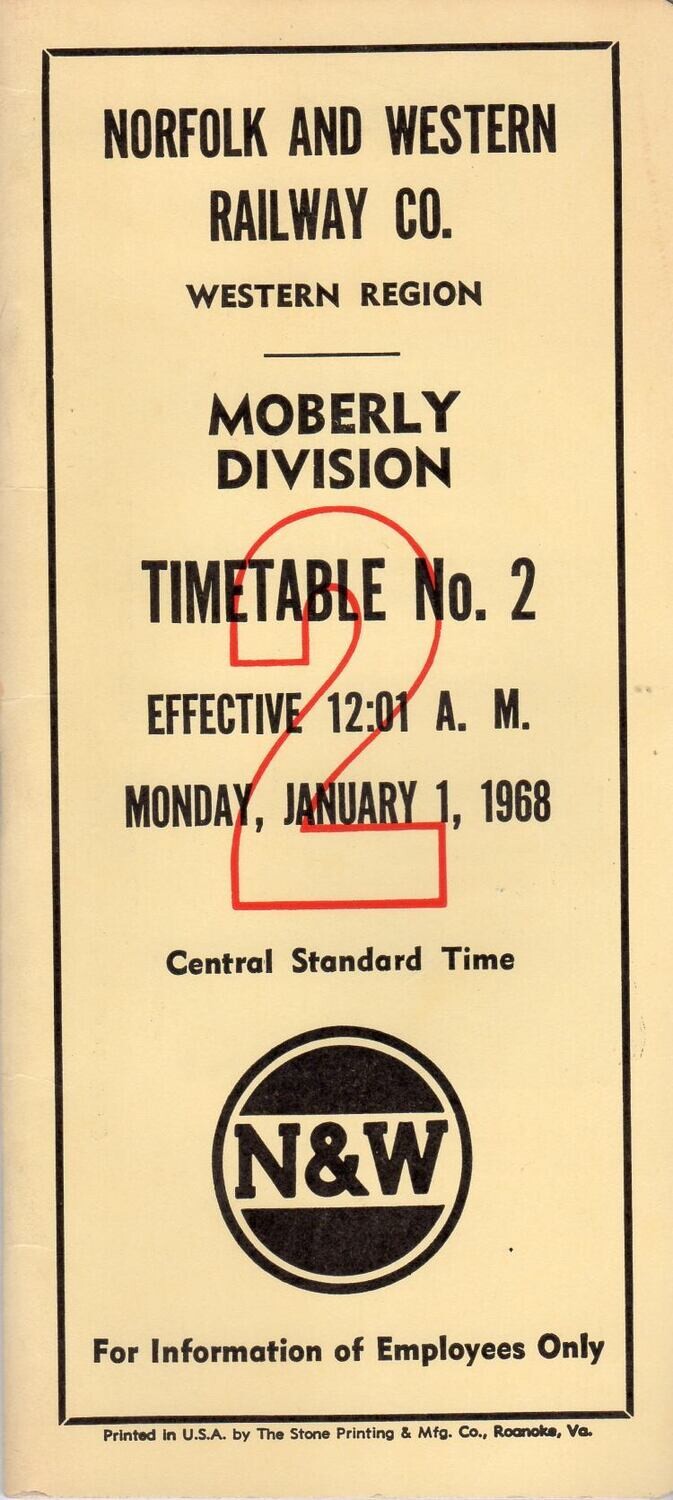 NORFOLK AND WESTERN
RAILWAY CO.
WESTERN REGION
MOBERLY
DIVISION
2
TIMETABLE No. 2
EFFECTIVE 12:01 A. M.
MONDAY, JANUARY 1, 1968
Central Standard Time
N&W
For Information of Employees Only
Printed in U.S.A. by The Stone Printing & Mfg. Co., Roanoke, Va.